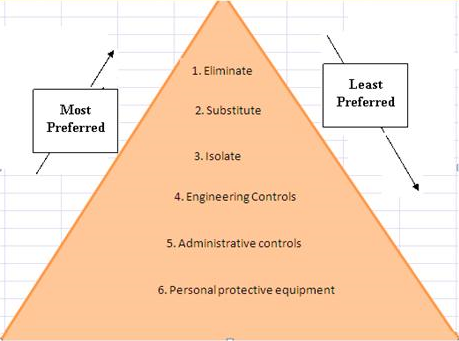 1. Eliminate
2. Substitute
3. Isolate
4. Engineering Controls
5. Administrative controls
6. Personal protective equipment
Most
Preferred
Least
Preferred